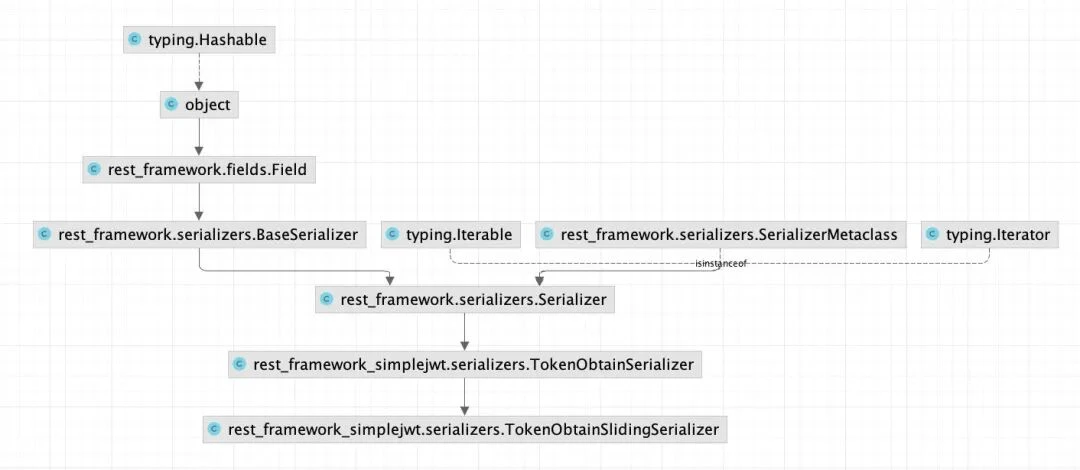 typing.Hashable
object
rest_framework.fields.Field
rest_framework.serializers.BaseSerializer
typing.Iterable
rest_framework.serializers.SerializerMetaclass
typing.Iterator
isinstanceof
rest_framework.serializers.Serializer
rest_framework_simplejwt.serializers.TokenObtainSerializer
rest_framework_simplejwt.serializers.TokenObtainSlidingSerializer